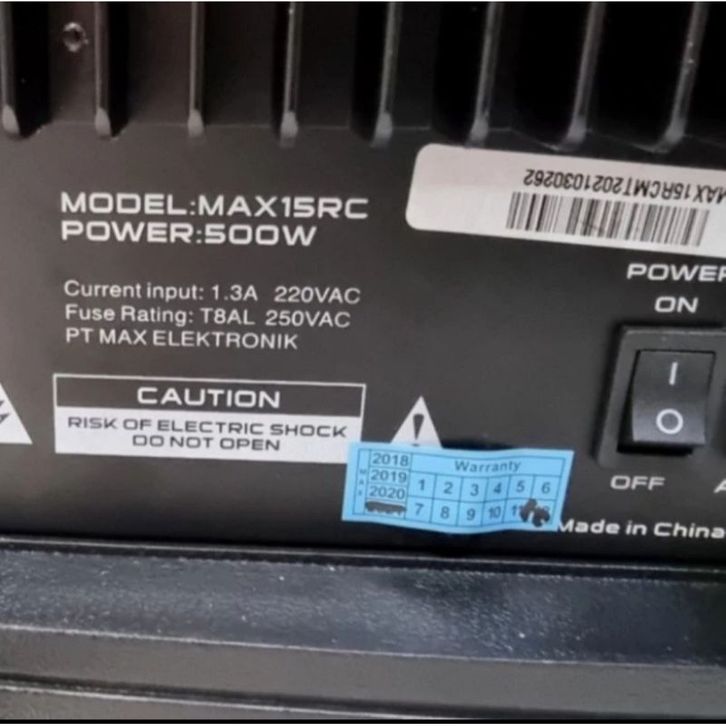 MAX15RCMT2021030262
MODEL:MAX15RC
POWER:500W
Current input: 1.3A 220VAC
Fuse Rating: T8AL 250VAC
PT MAX ELEKTRONIK
CAUTION
RISK OF ELECTRIC SHOCK
DO NOT OPEN
POWER
ON
OFF
MAX
2018
2019
2020
Warranty
1 2 3 4 5 6
7 8 9 10
Made in China